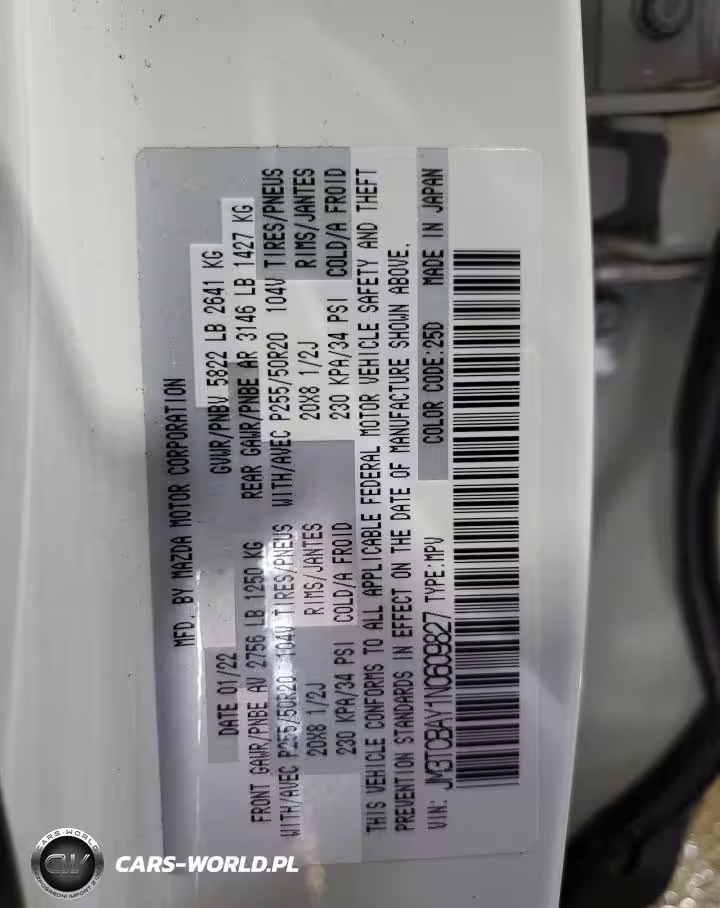 MFD. BY MAZDA MOTOR CORPORATION
DATE 01/22
GVWR/PNBV 5822 LB 2641 KG
FRONT GAWR/PNBE AV 2756 LB 1250 KG
REAR GAWR/PNBE AR 3146 LB 1427 KG
WITH/AVEC P255/50R20 104V TIRES/PNEUS
WITH/AVEC P255/50R20 104V TIRES/PNEUS
20X8 1/2J RIMS/JANTES
20X8 1/2J RIMS/JANTES
230 KPA/34 PSI COLD/A FROID
230 KPA/34 PSI COLD/A FROID
THIS VEHICLE CONFORMS TO ALL APPLICABLE FEDERAL MOTOR VEHICLE SAFETY AND THEFT
PREVENTION STANDARDS IN EFFECT ON THE DATE OF MANUFACTURE SHOWN ABOVE.
VIN: JM3TCBAY1N0609827 TYPE:MPV
COLOR CODE:25D MADE IN JAPAN
CARS-WORLD
CW
CARS-WORLD.PL